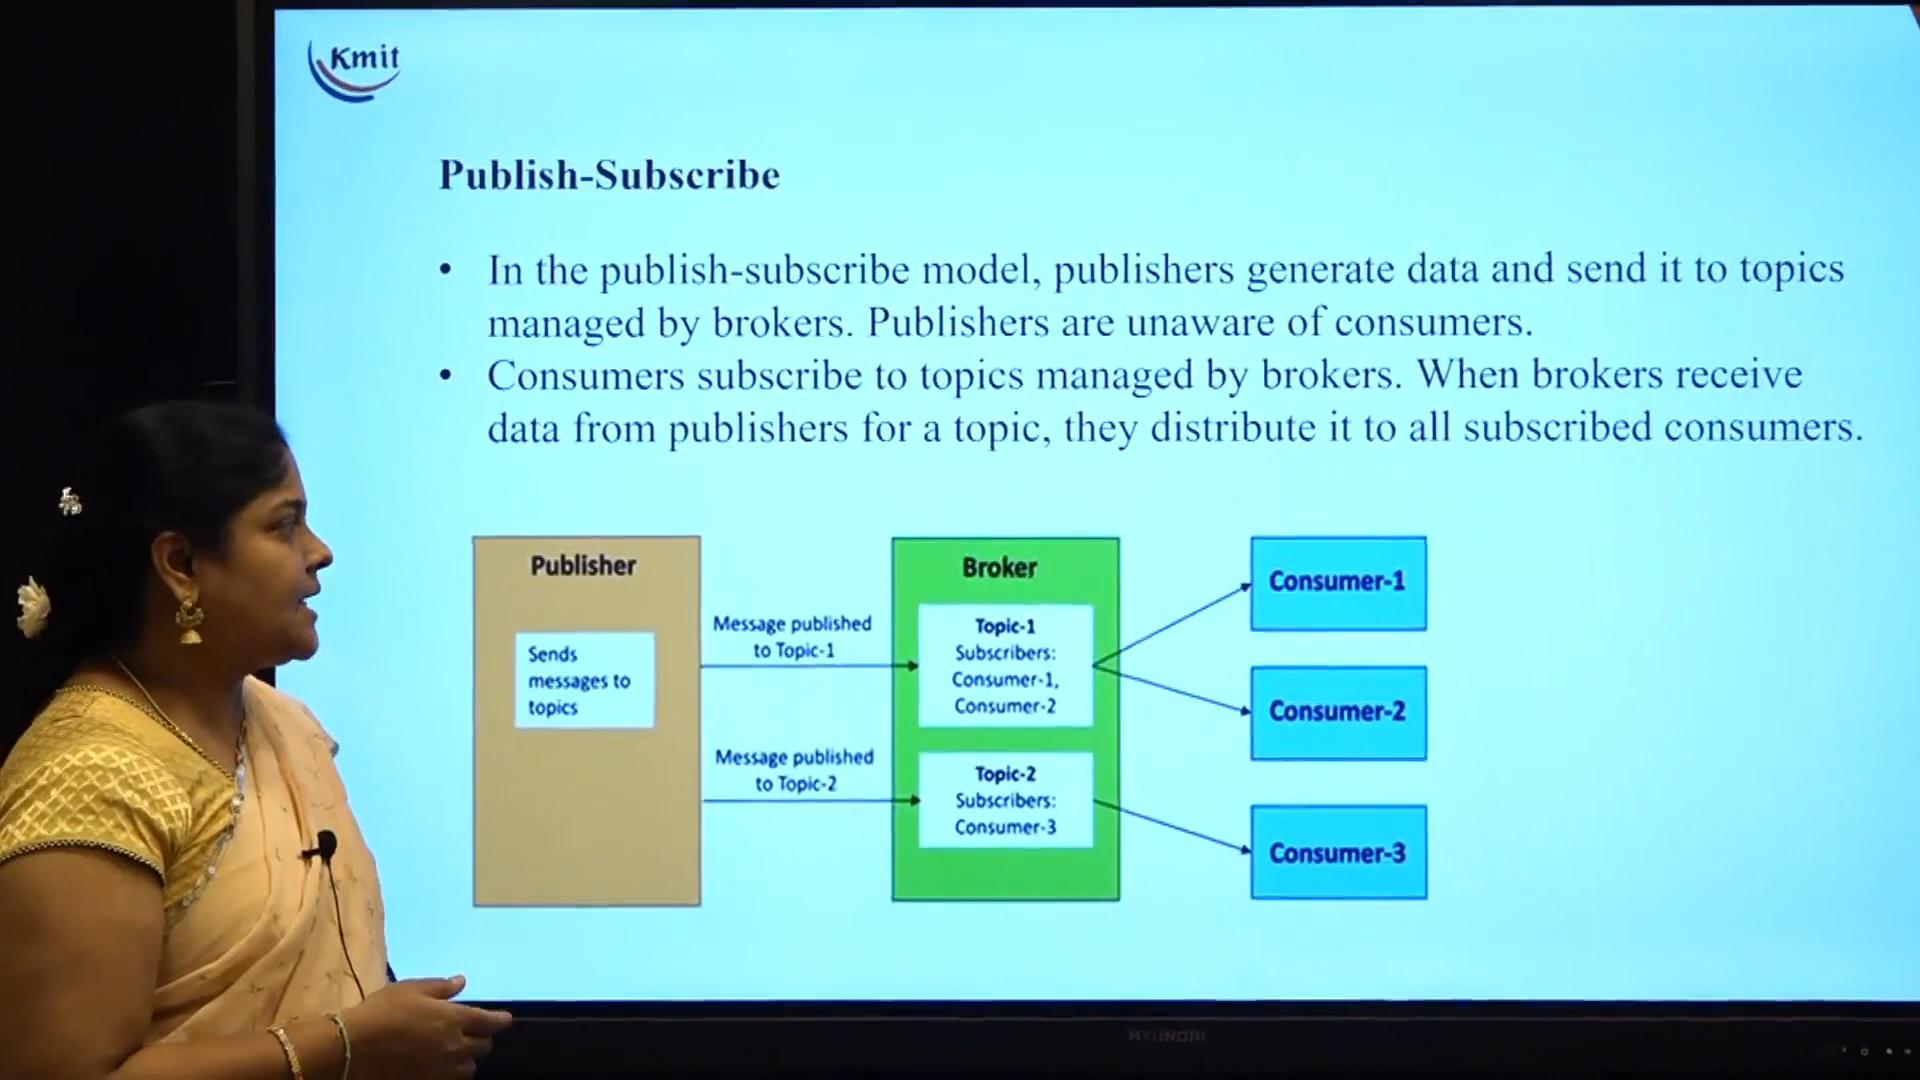 Kmit
Publish-Subscribe
• In the publish-subscribe model, publishers generate data and send it to topics
managed by brokers. Publishers are unaware of consumers.
• Consumers subscribe to topics managed by brokers. When brokers receive
data from publishers for a topic, they distribute it to all subscribed consumers.
Publisher
Sends
messages to
topics
Message published
to Topic-1
Message published
to Topic-2
Broker
Topic-1
Subscribers:
Consumer-1,
Consumer-2
Topic-2
Subscribers:
Consumer-3
Consumer-1
Consumer-2
Consumer-3
HYUNDAI